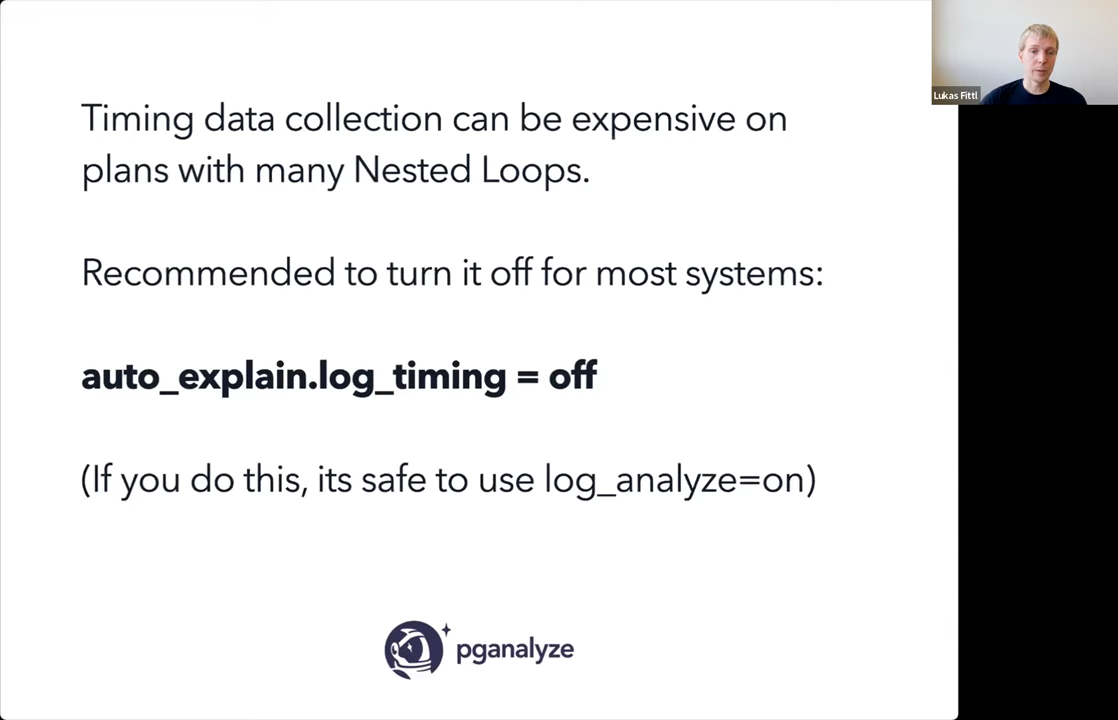 Timing data collection can be expensive on
plans with many Nested Loops.
Recommended to turn it off for most systems:
auto_explain.log_timing = off
(If you do this, its safe to use log_analyze=on)
pganalyze
Lukas Fittl